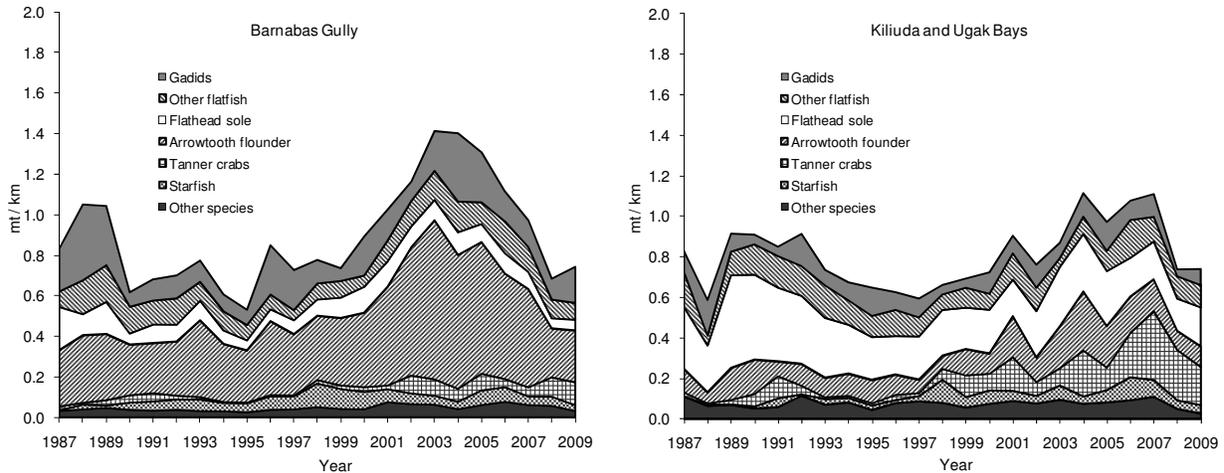 Barnabas Gully
2.0
1.8
1.6
1.4
1.2
1.0
0.8
0.6
0.4
0.2
0.0
mt / km
Gadids
Other flatfish
Flathead sole
Arrowtooth flounder
Tanner crabs
Starfish
Other species
1987 1989 1991 1993 1995 1997 1999 2001 2003 2005 2007 2009
Year
Kiliuda and Ugak Bays
2.0
1.8
1.6
1.4
1.2
1.0
0.8
0.6
0.4
0.2
0.0
mt / km
Gadids
Other flatfish
Flathead sole
Arrowtooth flounder
Tanner crabs
Starfish
Other species
1987 1989 1991 1993 1995 1997 1999 2001 2003 2005 2007 2009
Year